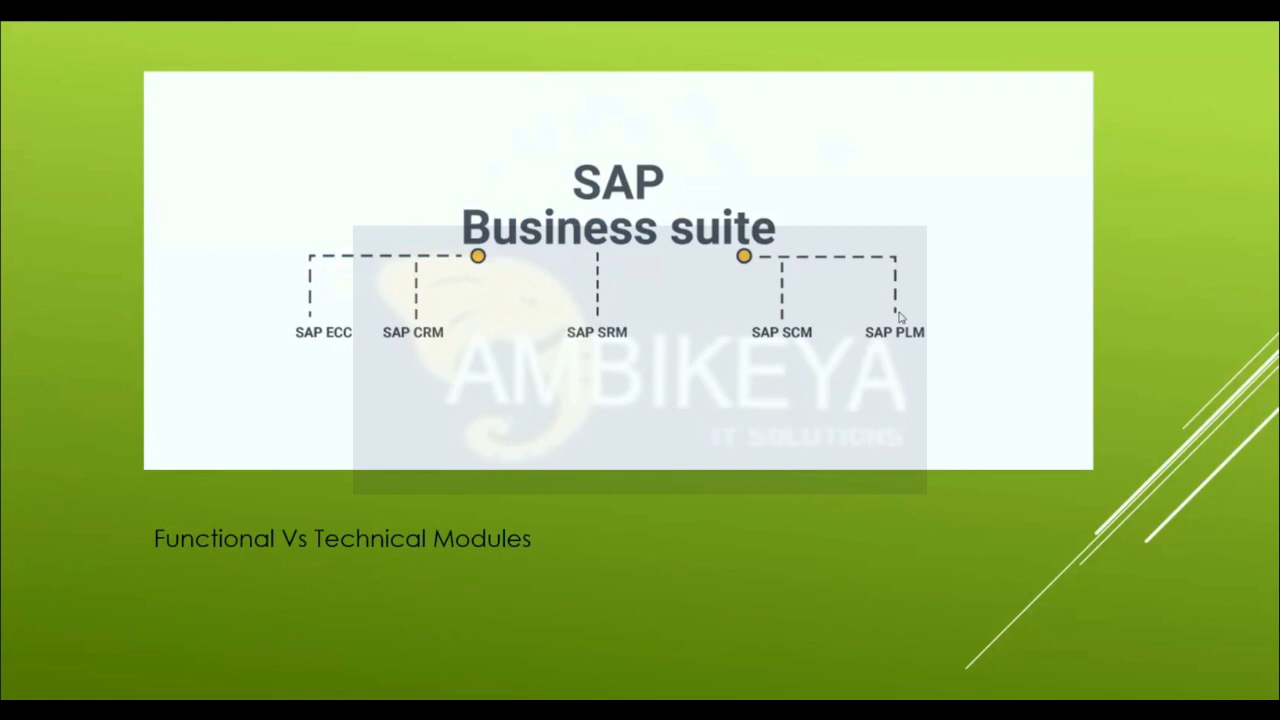 SAP
Business suite
SAP ECC SAP CRM SAP SRM SAP SCM SAP PLM
AMBIKEYA
IT SOLUTIONS
Functional Vs Technical Modules